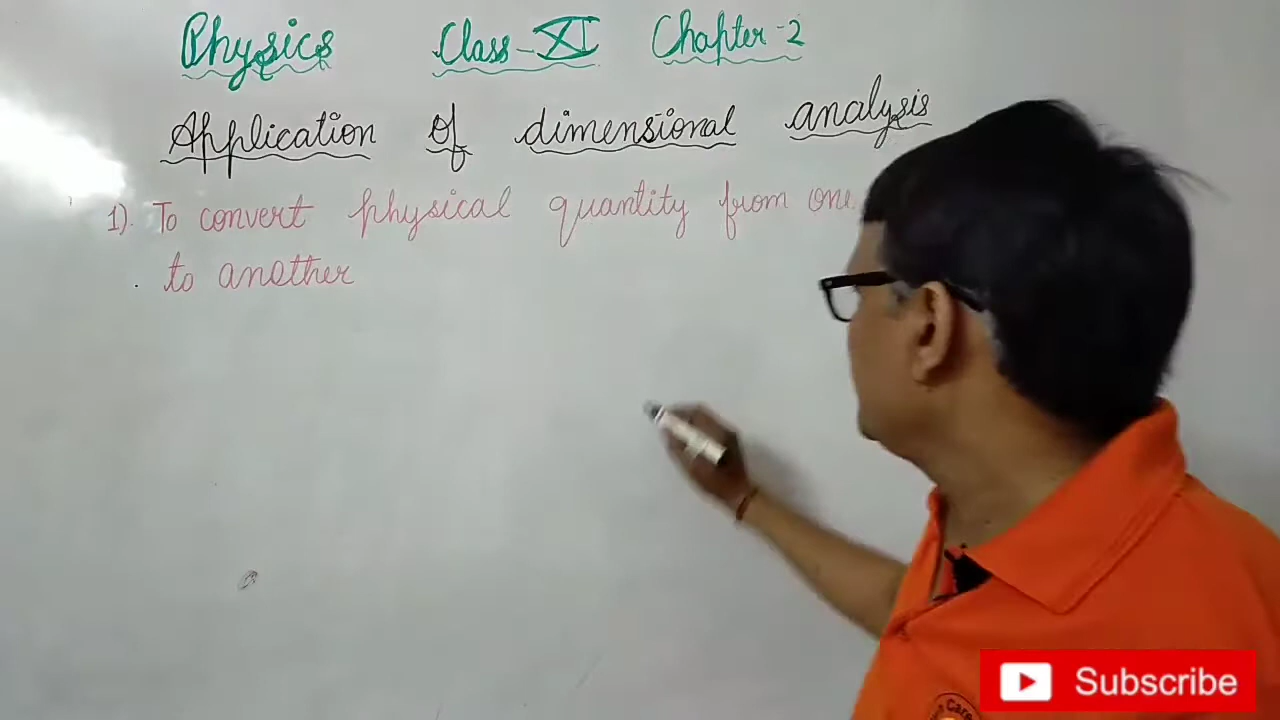 Physics Class-XI Chapter-2
Application of dimensional analysis
1). To convert physical quantity from one
to another
Subscribe